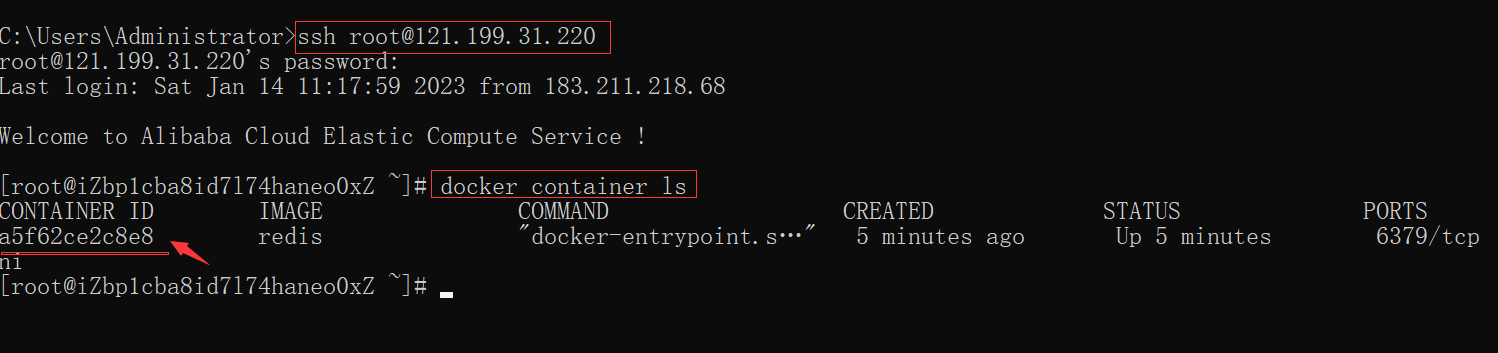 C:\Users\Administrator>ssh root@121.199.31.220
root@121.199.31.220's password:
Last login: Sat Jan 14 11:17:59 2023 from 183.211.218.68
Welcome to Alibaba Cloud Elastic Compute Service !
[root@iZbp1cba8id7l74haneo0xZ ~]# docker container ls
CONTAINER ID IMAGE COMMAND CREATED STATUS PORTS
a5f62ce2c8e8 redis "docker-entrypoint.s…" 5 minutes ago Up 5 minutes 6379/tcp
ni
[root@iZbp1cba8id7l74haneo0xZ ~]#